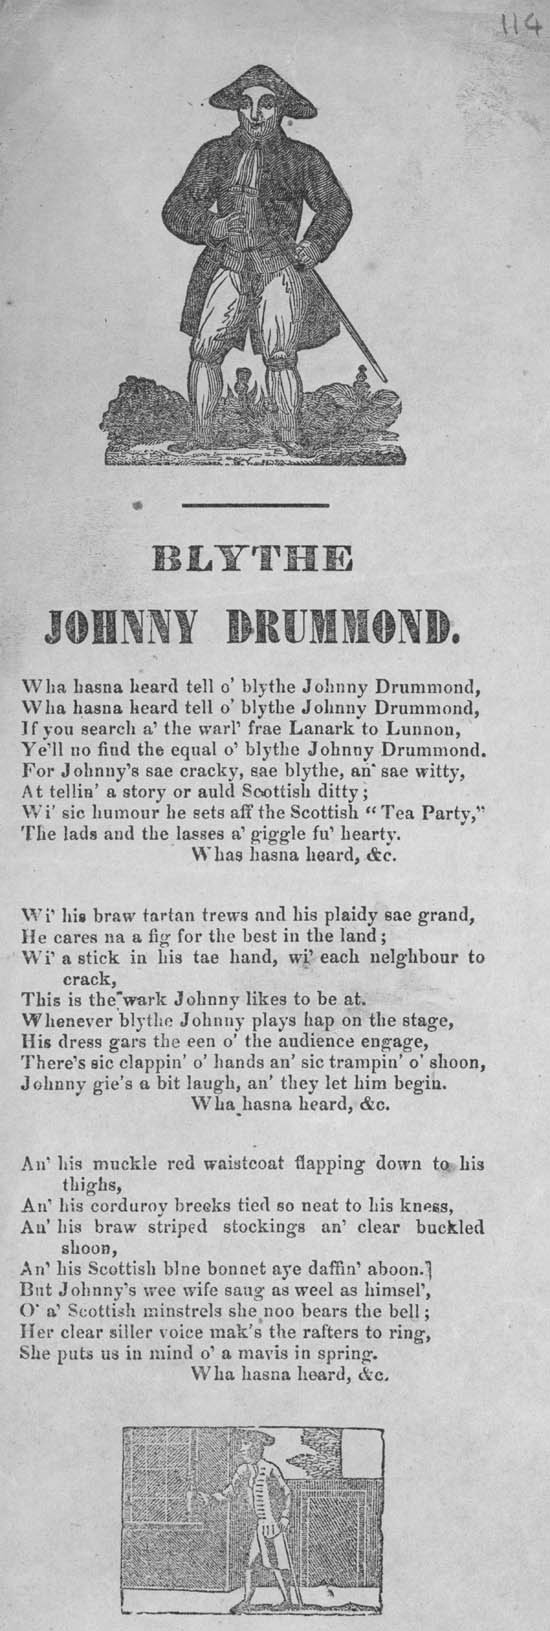 114
BLYTHE
JOHNNY DRUMMOND.
Wha hasna heard tell o' blythe Johnny Drummond,
Wha hasna heard tell o' blythe Johnny Drummond,
If you search a' the warl' frae Lanark to Lunnon,
Ye'll no find the equal o' blythe Johnny Drummond.
For Johnny's sae cracky, sae blythe, an' sae witty,
At tellin' a story or auld Scottish ditty;
Wi' sic humour he sets aff the Scottish "Tea Party,"
The lads and the lasses a' giggle fu' hearty.
Whas hasna heard, &c.
Wi' his braw tartan trews and his plaidy sae grand,
He cares na a fig for the best in the land;
Wi' a stick in his tae hand, wi' each nelghbour to
crack,
This is the wark Johnny likes to be at.
Whenever blythe Johnny plays hap on the stage,
His dress gars the een o' the audience engage,
There's sic clappin' o' hands an' sic trampin' o' shoon,
Johnny gie's a bit laugh, an' they let him begin.
Wha hasna heard, &c.
An' his muckle red waistcoat flapping down to his
thighs,
An' his corduroy breeks tied so neat to his kness,
An' his braw striped stockings an' clear buckled
shoon,
An' his Scottish blne bonnet aye daffin' aboon.
But Johnny's wee wife sang as weel as himsel',
O' a' Scottish minstrels she noo bears the bell;
Her clear siller voice mak's the rafters to ring,
She puts us in mind o' a mavis in spring.
Wha hasna heard, &c.